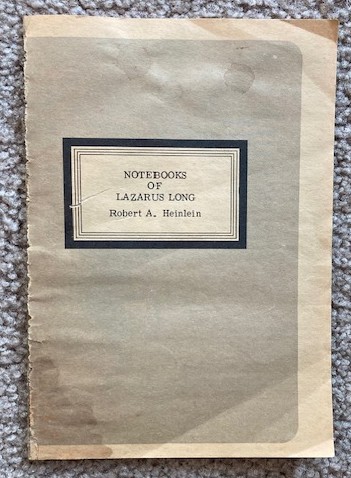 NOTEBOOKS
OF
LAZARUS LONG
Robert A. Heinlein